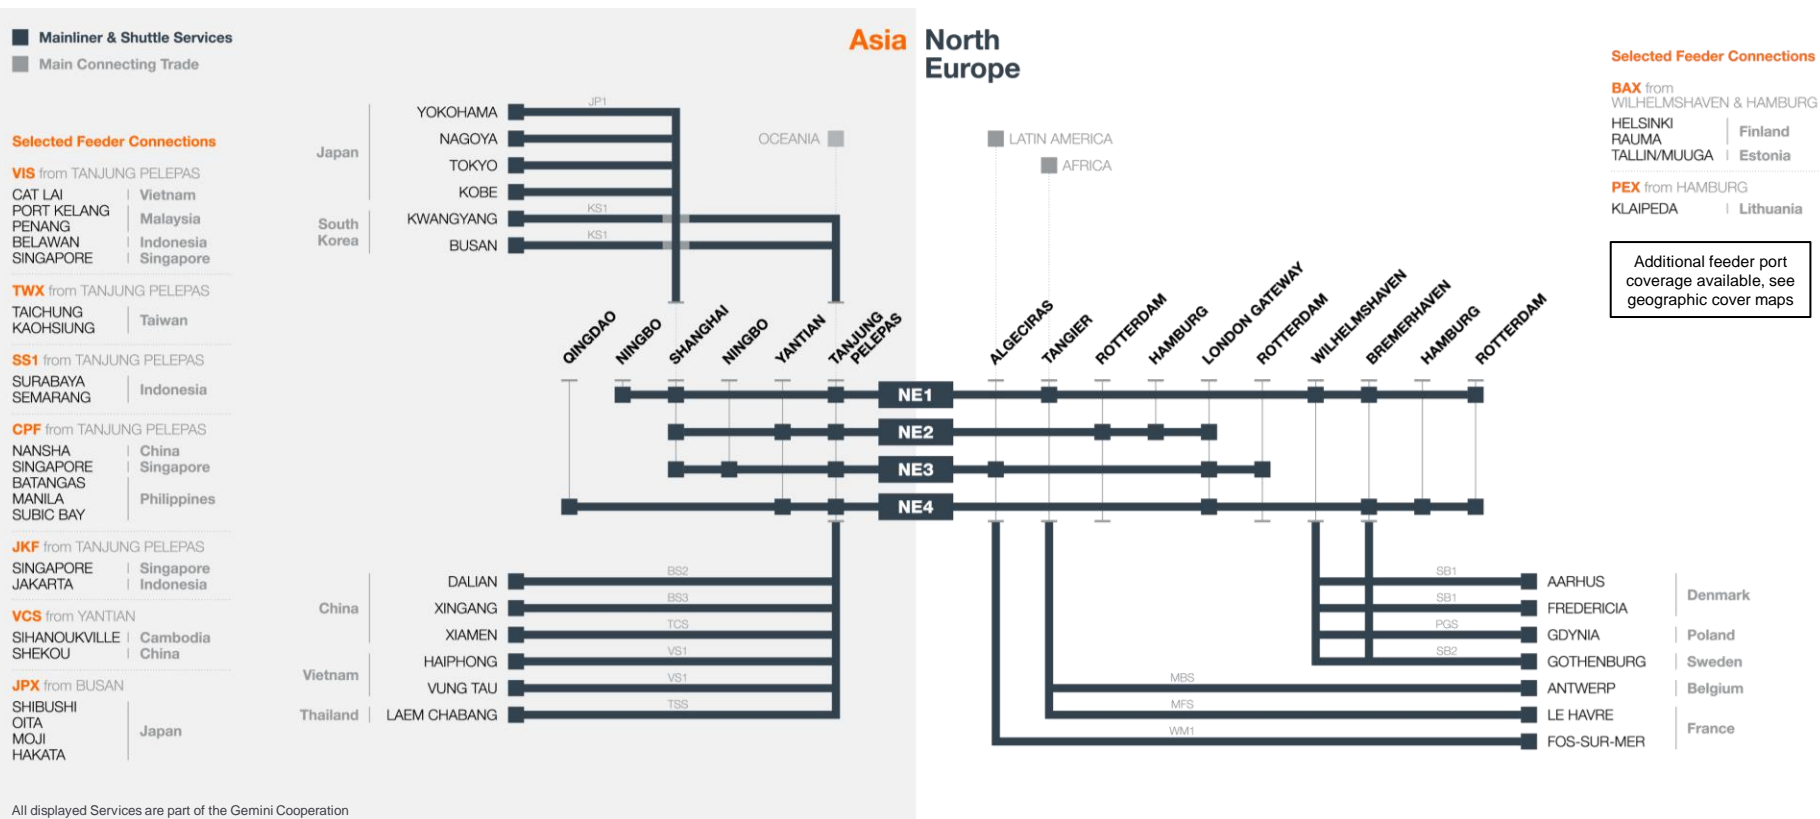 Mainliner & Shuttle Services
Main Connecting Trade
Asia
North
Europe
Selected Feeder Connections
VIS from TANJUNG PELEPAS
CAT LAI
Vietnam
PORT KELANG
PENANG
Malaysia
BELAWAN
Indonesia
SINGAPORE
Singapore
TWX from TANJUNG PELEPAS
TAICHUNG
KAOHSIUNG
Taiwan
SS1 from TANJUNG PELEPAS
SURABAYA
SEMARANG
Indonesia
CPF from TANJUNG PELEPAS
NANSHA
China
SINGAPORE
Singapore
BATANGAS
MANILA
SUBIC BAY
Philippines
JKF from TANJUNG PELEPAS
SINGAPORE
Singapore
JAKARTA
Indonesia
VCS from YANTIAN
SIHANOUKVILLE
Cambodia
SHEKOU
China
JPX from BUSAN
SHIBUSHI
OITA
MOJI
HAKATA
Japan
Japan
YOKOHAMA
JP1
NAGOYA
TOKYO
KOBE
South
Korea
KWANGYANG
KS1
BUSAN
KS1
OCEANIA
LATIN AMERICA
AFRICA
QINGDAO
NINGBO
SHANGHAI
NINGBO
YANTIAN
TANJUNG
PELEPAS
ALGECIRAS
TANGIER
ROTTERDAM
HAMBURG
LONDON GATEWAY
ROTTERDAM
WILHELMSHAVEN
BREMERHAVEN
HAMBURG
ROTTERDAM
NE1
NE2
NE3
NE4
China
DALIAN
BS2
XINGANG
BS3
XIAMEN
TCS
Vietnam
HAIPHONG
VS1
VUNG TAU
VS1
Thailand
LAEM CHABANG
TSS
SB1
AARHUS
SB1
FREDERICIA
Denmark
PGS
GDYNIA
Poland
SB2
GOTHENBURG
Sweden
MBS
ANTWERP
Belgium
MFS
LE HAVRE
WM1
FOS-SUR-MER
France
Selected Feeder Connections
BAX from
WILHELMSHAVEN & HAMBURG
HELSINKI
RAUMA
Finland
TALLIN/MUUGA
Estonia
PEX from HAMBURG
KLAIPEDA
Lithuania
Additional feeder port
coverage available, see
geographic cover maps
All displayed Services are part of the Gemini Cooperation